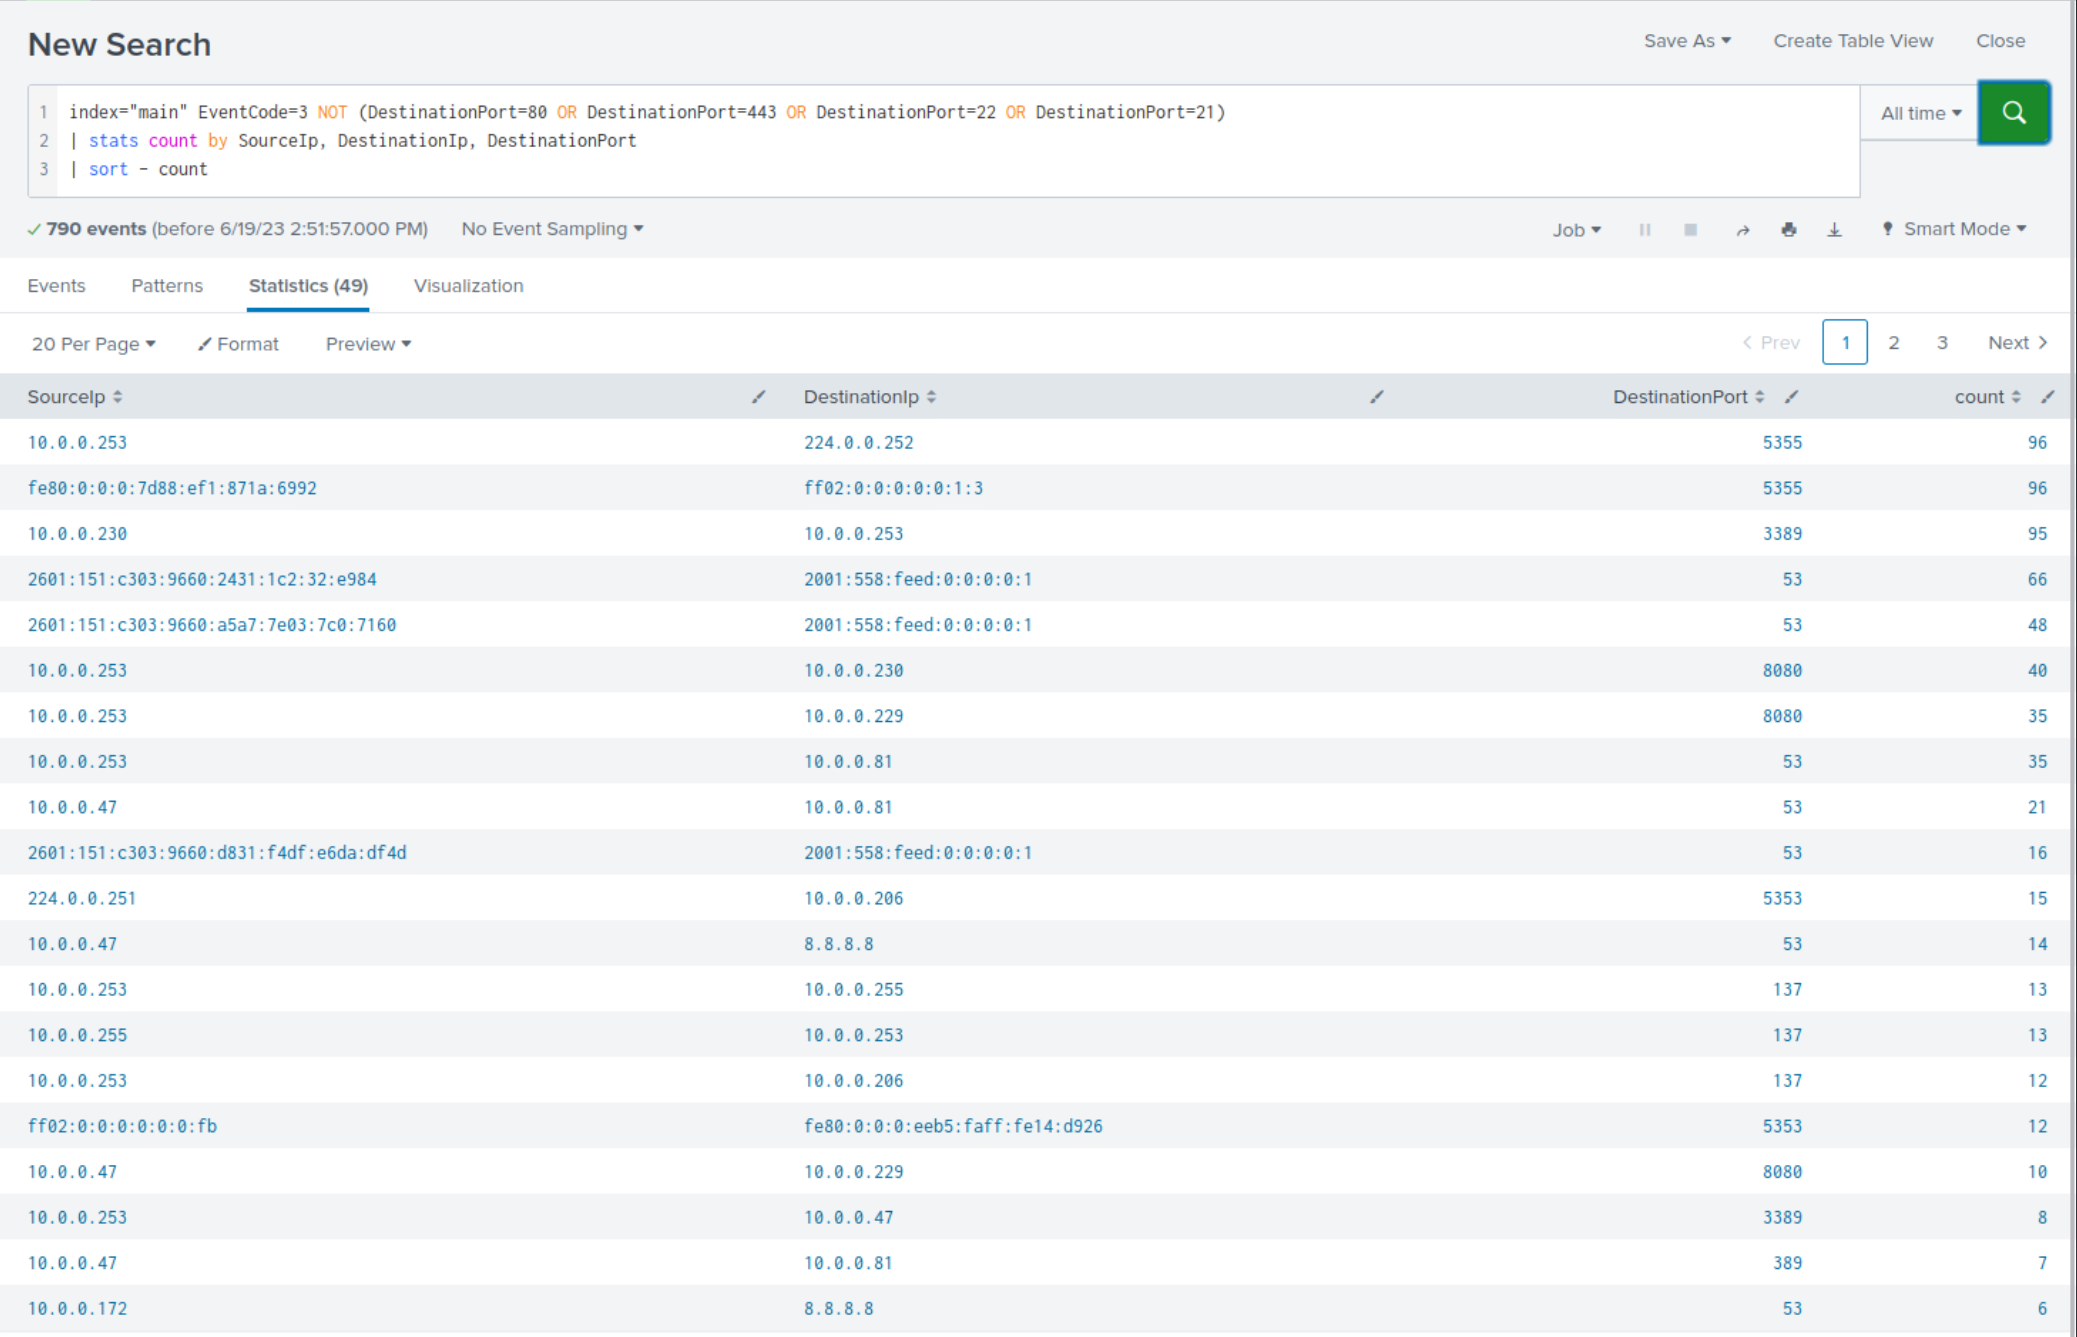 New Search
Save As Create Table View Close
1 index="main" EventCode=3 NOT (DestinationPort=80 OR DestinationPort=443 OR DestinationPort=22 OR DestinationPort=21)
All time
2 | stats count by SourceIp, DestinationIp, DestinationPort
3 | sort - count
790 events (before 6/19/23 2:51:57.000 PM) No Event Sampling Job Smart Mode
Events Patterns Statistics (49) Visualization
20 Per Page Format Preview Prev 1 2 3 Next
SourceIp DestinationIp DestinationPort count
10.0.0.253 224.0.0.252 5355 96
fe80:0:0:0:7d88:ef1:871a:6992 ff02:0:0:0:0:0:1:3 5355 96
10.0.0.230 10.0.0.253 3389 95
2601:151:c303:9660:2431:1c2:32:e984 2001:558:feed:0:0:0:0:1 53 66
2601:151:c303:9660:a5a7:7e03:7c0:7160 2001:558:feed:0:0:0:0:1 53 48
10.0.0.253 10.0.0.230 8080 40
10.0.0.253 10.0.0.229 8080 35
10.0.0.253 10.0.0.81 53 35
10.0.0.47 10.0.0.81 53 21
2601:151:c303:9660:d831:f4df:e6da:df4d 2001:558:feed:0:0:0:0:1 53 16
224.0.0.251 10.0.0.206 5353 15
10.0.0.47 8.8.8.8 53 14
10.0.0.253 10.0.0.255 137 13
10.0.0.255 10.0.0.253 137 13
10.0.0.253 10.0.0.206 137 12
ff02:0:0:0:0:0:0:fb fe80:0:0:0:eeb5:faff:fe14:d926 5353 12
10.0.0.47 10.0.0.229 8080 10
10.0.0.253 10.0.0.47 3389 8
10.0.0.47 10.0.0.81 389 7
10.0.0.172 8.8.8.8 53 6